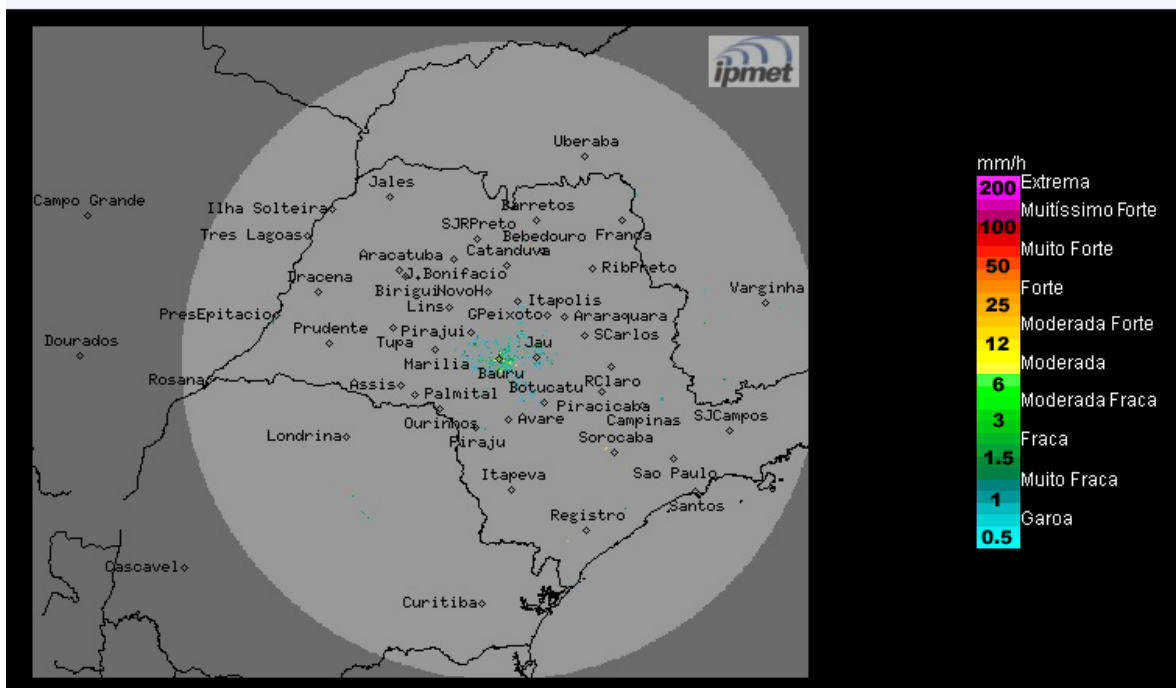 ipmet
Uberaba
Jales
Campo Grande
Ilha Solteira
Barretos
SJRPreto
Tres Lagoas
Bebedouro
Franca
Catanduva
Aracatuba
J.Bonifacio
RibPreto
Dracena
Birigui
NovoH
Varginha
Itapolis
Lins
GPeixoto
Araraquara
PresEpitacio
Prudente
Pirajui
SCarlos
Dourados
Tupa
Jau
Marilia
Bauru
Rosana
Assis
Botucatu
RClaro
Palmital
Piracicaba
Ourinhos
Avare
Campinas
SJCampos
Londrina
Piraju
Sorocaba
Itapeva
Sao Paulo
Santos
Registro
Cascavel
Curitiba
mm/h
200 Extrema
Muitíssimo Forte
100
Muito Forte
50
Forte
25
Moderada Forte
12
Moderada
6
Moderada Fraca
3
Fraca
1.5
Muito Fraca
1
Garoa
0.5